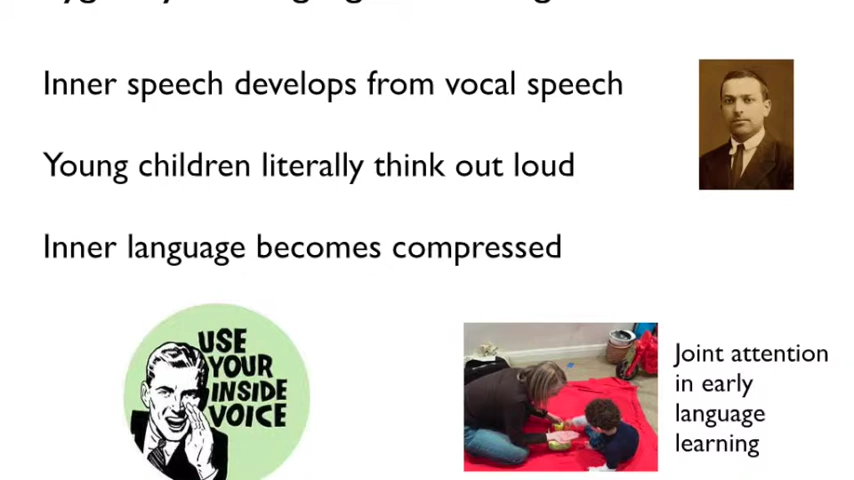 Inner speech develops from vocal speech
Young children literally think out loud
Inner language becomes compressed
USE
YOUR
INSIDE
VOICE
Joint attention
in early
language
learning